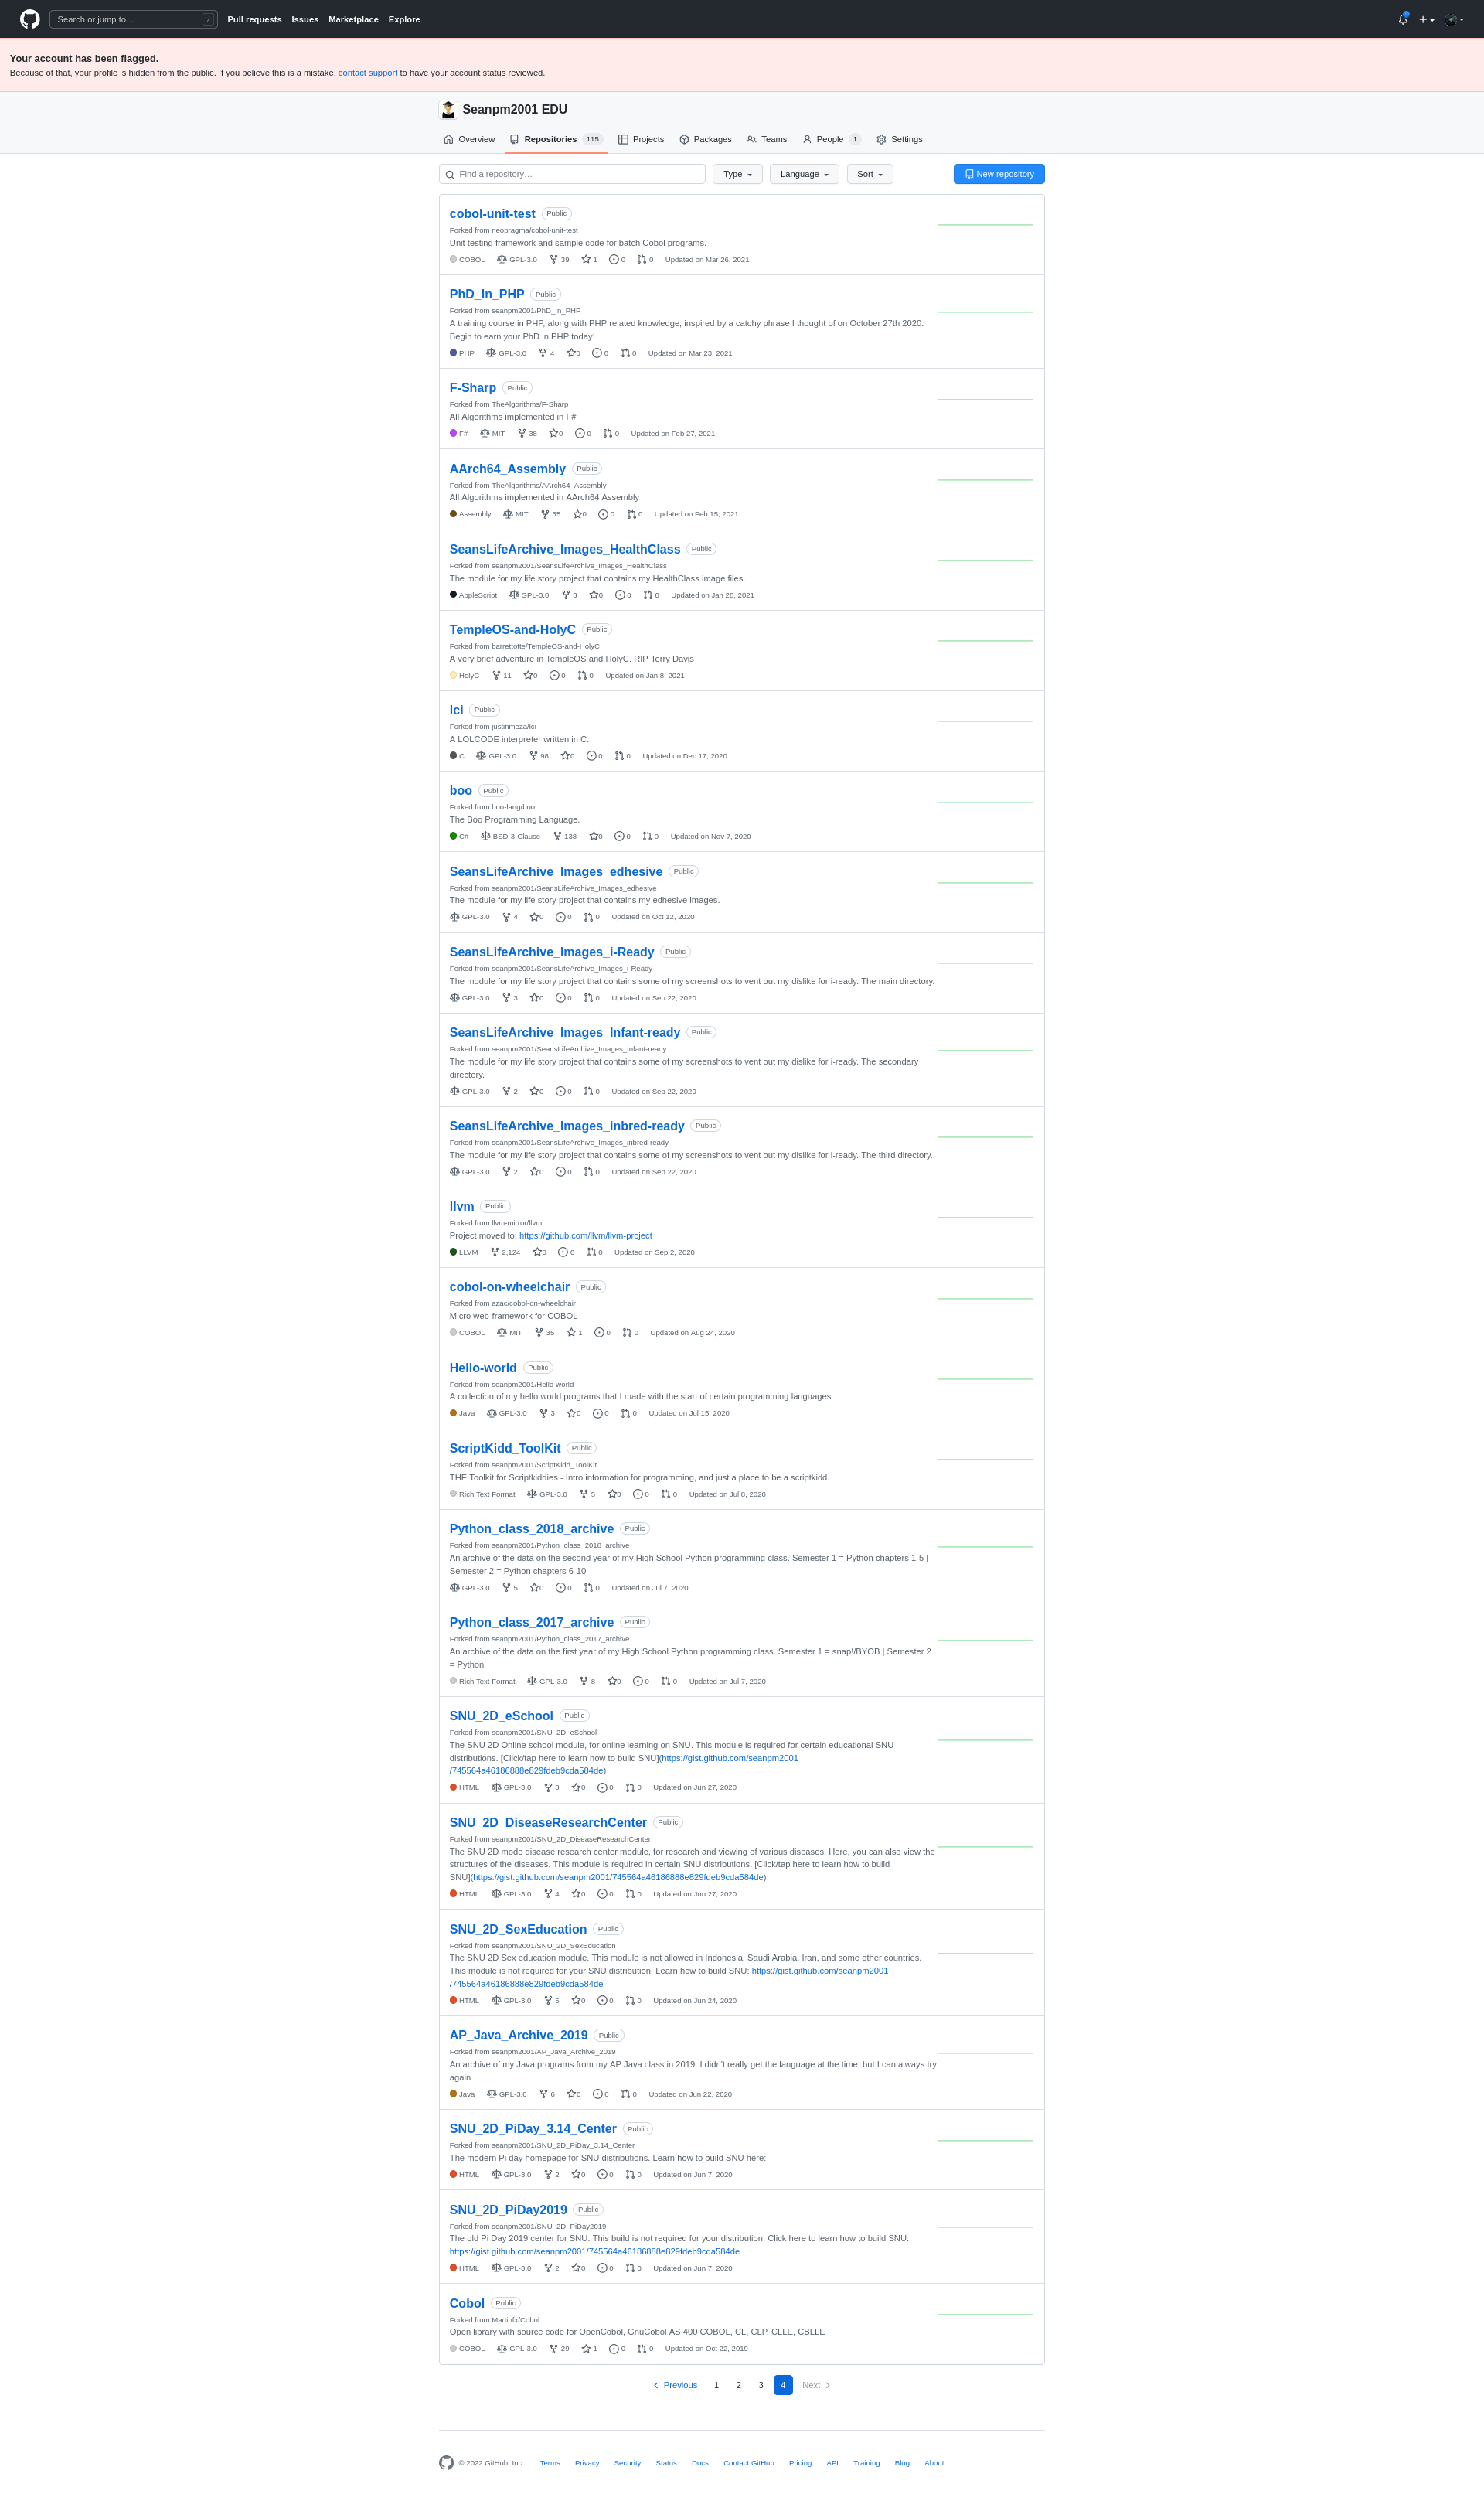 Search or jump to… /
Pull requests Issues Marketplace Explore
Your account has been flagged.
Because of that, your profile is hidden from the public. If you believe this is a mistake, contact support to have your account status reviewed.
Seanpm2001 EDU
Overview Repositories 115 Projects Packages Teams People 1 Settings
Find a repository… Type Language Sort New repository
cobol-unit-test Public
Forked from neopragma/cobol-unit-test
Unit testing framework and sample code for batch Cobol programs.
COBOL GPL-3.0 39 1 0 0 Updated on Mar 26, 2021
PhD_In_PHP Public
Forked from seanpm2001/PhD_In_PHP
A training course in PHP, along with PHP related knowledge, inspired by a catchy phrase I thought of on October 27th 2020.
Begin to earn your PhD in PHP today!
PHP GPL-3.0 4 0 0 0 Updated on Mar 23, 2021
F-Sharp Public
Forked from TheAlgorithms/F-Sharp
All Algorithms implemented in F#
F# MIT 38 0 0 0 Updated on Feb 27, 2021
AArch64_Assembly Public
Forked from TheAlgorithms/AArch64_Assembly
All Algorithms implemented in AArch64 Assembly
Assembly MIT 35 0 0 0 Updated on Feb 15, 2021
SeansLifeArchive_Images_HealthClass Public
Forked from seanpm2001/SeansLifeArchive_Images_HealthClass
The module for my life story project that contains my HealthClass image files.
AppleScript GPL-3.0 3 0 0 0 Updated on Jan 28, 2021
TempleOS-and-HolyC Public
Forked from barrettotte/TempleOS-and-HolyC
A very brief adventure in TempleOS and HolyC. RIP Terry Davis
HolyC 11 0 0 0 Updated on Jan 8, 2021
lci Public
Forked from justinmeza/lci
A LOLCODE interpreter written in C.
C GPL-3.0 98 0 0 0 Updated on Dec 17, 2020
boo Public
Forked from boo-lang/boo
The Boo Programming Language.
C# BSD-3-Clause 138 0 0 0 Updated on Nov 7, 2020
SeansLifeArchive_Images_edhesive Public
Forked from seanpm2001/SeansLifeArchive_Images_edhesive
The module for my life story project that contains my edhesive images.
GPL-3.0 4 0 0 0 Updated on Oct 12, 2020
SeansLifeArchive_Images_i-Ready Public
Forked from seanpm2001/SeansLifeArchive_Images_i-Ready
The module for my life story project that contains some of my screenshots to vent out my dislike for i-ready. The main directory.
GPL-3.0 3 0 0 0 Updated on Sep 22, 2020
SeansLifeArchive_Images_Infant-ready Public
Forked from seanpm2001/SeansLifeArchive_Images_Infant-ready
The module for my life story project that contains some of my screenshots to vent out my dislike for i-ready. The secondary
directory.
GPL-3.0 2 0 0 0 Updated on Sep 22, 2020
SeansLifeArchive_Images_inbred-ready Public
Forked from seanpm2001/SeansLifeArchive_Images_inbred-ready
The module for my life story project that contains some of my screenshots to vent out my dislike for i-ready. The third directory.
GPL-3.0 2 0 0 0 Updated on Sep 22, 2020
llvm Public
Forked from llvm-mirror/llvm
Project moved to: https://github.com/llvm/llvm-project
LLVM 2,124 0 0 0 Updated on Sep 2, 2020
cobol-on-wheelchair Public
Forked from azac/cobol-on-wheelchair
Micro web-framework for COBOL
COBOL MIT 35 1 0 0 Updated on Aug 24, 2020
Hello-world Public
Forked from seanpm2001/Hello-world
A collection of my hello world programs that I made with the start of certain programming languages.
Java GPL-3.0 3 0 0 0 Updated on Jul 15, 2020
ScriptKidd_ToolKit Public
Forked from seanpm2001/ScriptKidd_ToolKit
THE Toolkit for Scriptkiddies - Intro information for programming, and just a place to be a scriptkidd.
Rich Text Format GPL-3.0 5 0 0 0 Updated on Jul 8, 2020
Python_class_2018_archive Public
Forked from seanpm2001/Python_class_2018_archive
An archive of the data on the second year of my High School Python programming class. Semester 1 = Python chapters 1-5 |
Semester 2 = Python chapters 6-10
GPL-3.0 5 0 0 0 Updated on Jul 7, 2020
Python_class_2017_archive Public
Forked from seanpm2001/Python_class_2017_archive
An archive of the data on the first year of my High School Python programming class. Semester 1 = snap!/BYOB | Semester 2
= Python
Rich Text Format GPL-3.0 8 0 0 0 Updated on Jul 7, 2020
SNU_2D_eSchool Public
Forked from seanpm2001/SNU_2D_eSchool
The SNU 2D Online school module, for online learning on SNU. This module is required for certain educational SNU
distributions. [Click/tap here to learn how to build SNU](https://gist.github.com/seanpm2001
/745564a46186888e829fdeb9cda584de)
HTML GPL-3.0 3 0 0 0 Updated on Jun 27, 2020
SNU_2D_DiseaseResearchCenter Public
Forked from seanpm2001/SNU_2D_DiseaseResearchCenter
The SNU 2D mode disease research center module, for research and viewing of various diseases. Here, you can also view the
structures of the diseases. This module is required in certain SNU distributions. [Click/tap here to learn how to build
SNU](https://gist.github.com/seanpm2001/745564a46186888e829fdeb9cda584de)
HTML GPL-3.0 4 0 0 0 Updated on Jun 27, 2020
SNU_2D_SexEducation Public
Forked from seanpm2001/SNU_2D_SexEducation
The SNU 2D Sex education module. This module is not allowed in Indonesia, Saudi Arabia, Iran, and some other countries.
This module is not required for your SNU distribution. Learn how to build SNU: https://gist.github.com/seanpm2001
/745564a46186888e829fdeb9cda584de
HTML GPL-3.0 5 0 0 0 Updated on Jun 24, 2020
AP_Java_Archive_2019 Public
Forked from seanpm2001/AP_Java_Archive_2019
An archive of my Java programs from my AP Java class in 2019. I didn't really get the language at the time, but I can always try
again.
Java GPL-3.0 6 0 0 0 Updated on Jun 22, 2020
SNU_2D_PiDay_3.14_Center Public
Forked from seanpm2001/SNU_2D_PiDay_3.14_Center
The modern Pi day homepage for SNU distributions. Learn how to build SNU here:
HTML GPL-3.0 2 0 0 0 Updated on Jun 7, 2020
SNU_2D_PiDay2019 Public
Forked from seanpm2001/SNU_2D_PiDay2019
The old Pi Day 2019 center for SNU. This build is not required for your distribution. Click here to learn how to build SNU:
https://gist.github.com/seanpm2001/745564a46186888e829fdeb9cda584de
HTML GPL-3.0 2 0 0 0 Updated on Jun 7, 2020
Cobol Public
Forked from Martinfx/Cobol
Open library with source code for OpenCobol, GnuCobol AS 400 COBOL, CL, CLP, CLLE, CBLLE
COBOL GPL-3.0 29 1 0 0 Updated on Oct 22, 2019
Previous 1 2 3 4 Next
© 2022 GitHub, Inc. Terms Privacy Security Status Docs Contact GitHub Pricing API Training Blog About